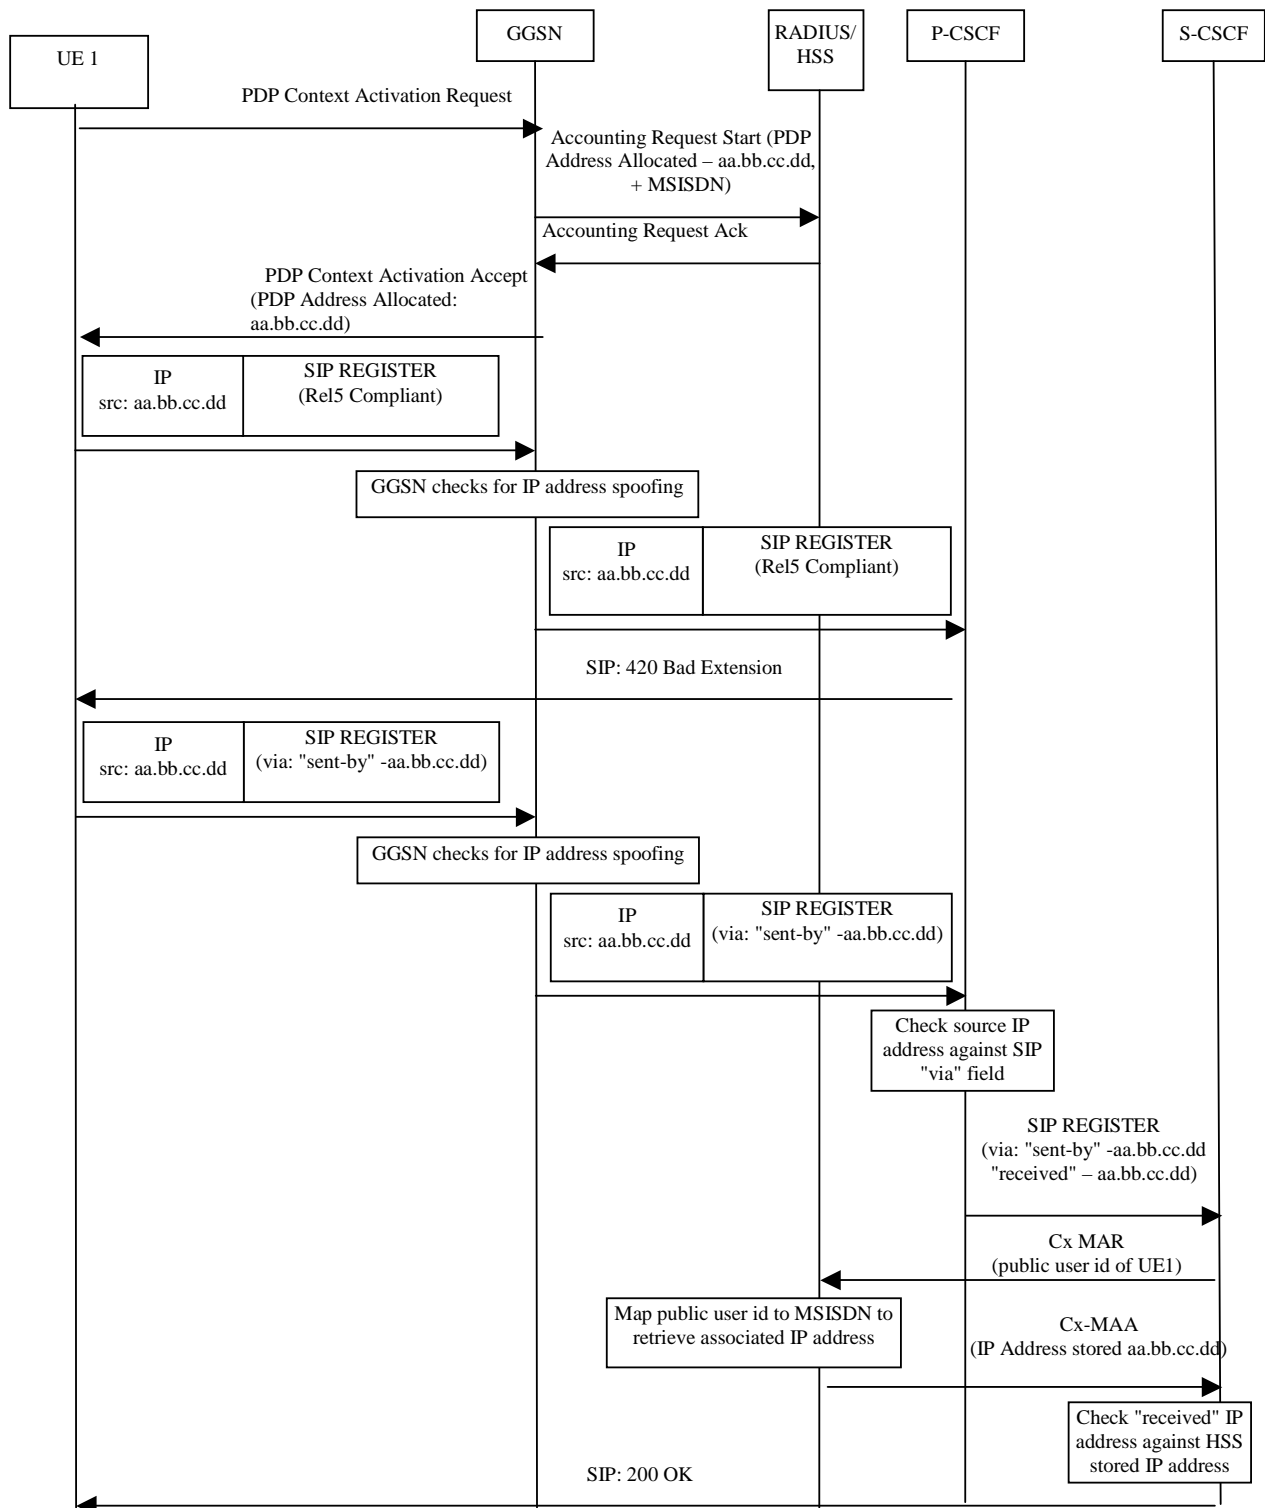 UE 1
GGSN
RADIUS/
HSS
P-CSCF
S-CSCF
PDP Context Activation Request
Accounting Request Start (PDP
Address Allocated – aa.bb.cc.dd,
+ MSISDN)
Accounting Request Ack
PDP Context Activation Accept
(PDP Address Allocated:
aa.bb.cc.dd)
IP
src: aa.bb.cc.dd
SIP REGISTER
(Rel5 Compliant)
GGSN checks for IP address spoofing
IP
src: aa.bb.cc.dd
SIP REGISTER
(Rel5 Compliant)
SIP: 420 Bad Extension
IP
src: aa.bb.cc.dd
SIP REGISTER
(via: "sent-by" -aa.bb.cc.dd)
GGSN checks for IP address spoofing
IP
src: aa.bb.cc.dd
SIP REGISTER
(via: "sent-by" -aa.bb.cc.dd)
Check source IP
address against SIP
"via" field
SIP REGISTER
(via: "sent-by" -aa.bb.cc.dd
"received" – aa.bb.cc.dd)
Cx MAR
(public user id of UE1)
Map public user id to MSISDN to
retrieve associated IP address
Cx-MAA
(IP Address stored aa.bb.cc.dd)
Check "received" IP
address against HSS
stored IP address
SIP: 200 OK